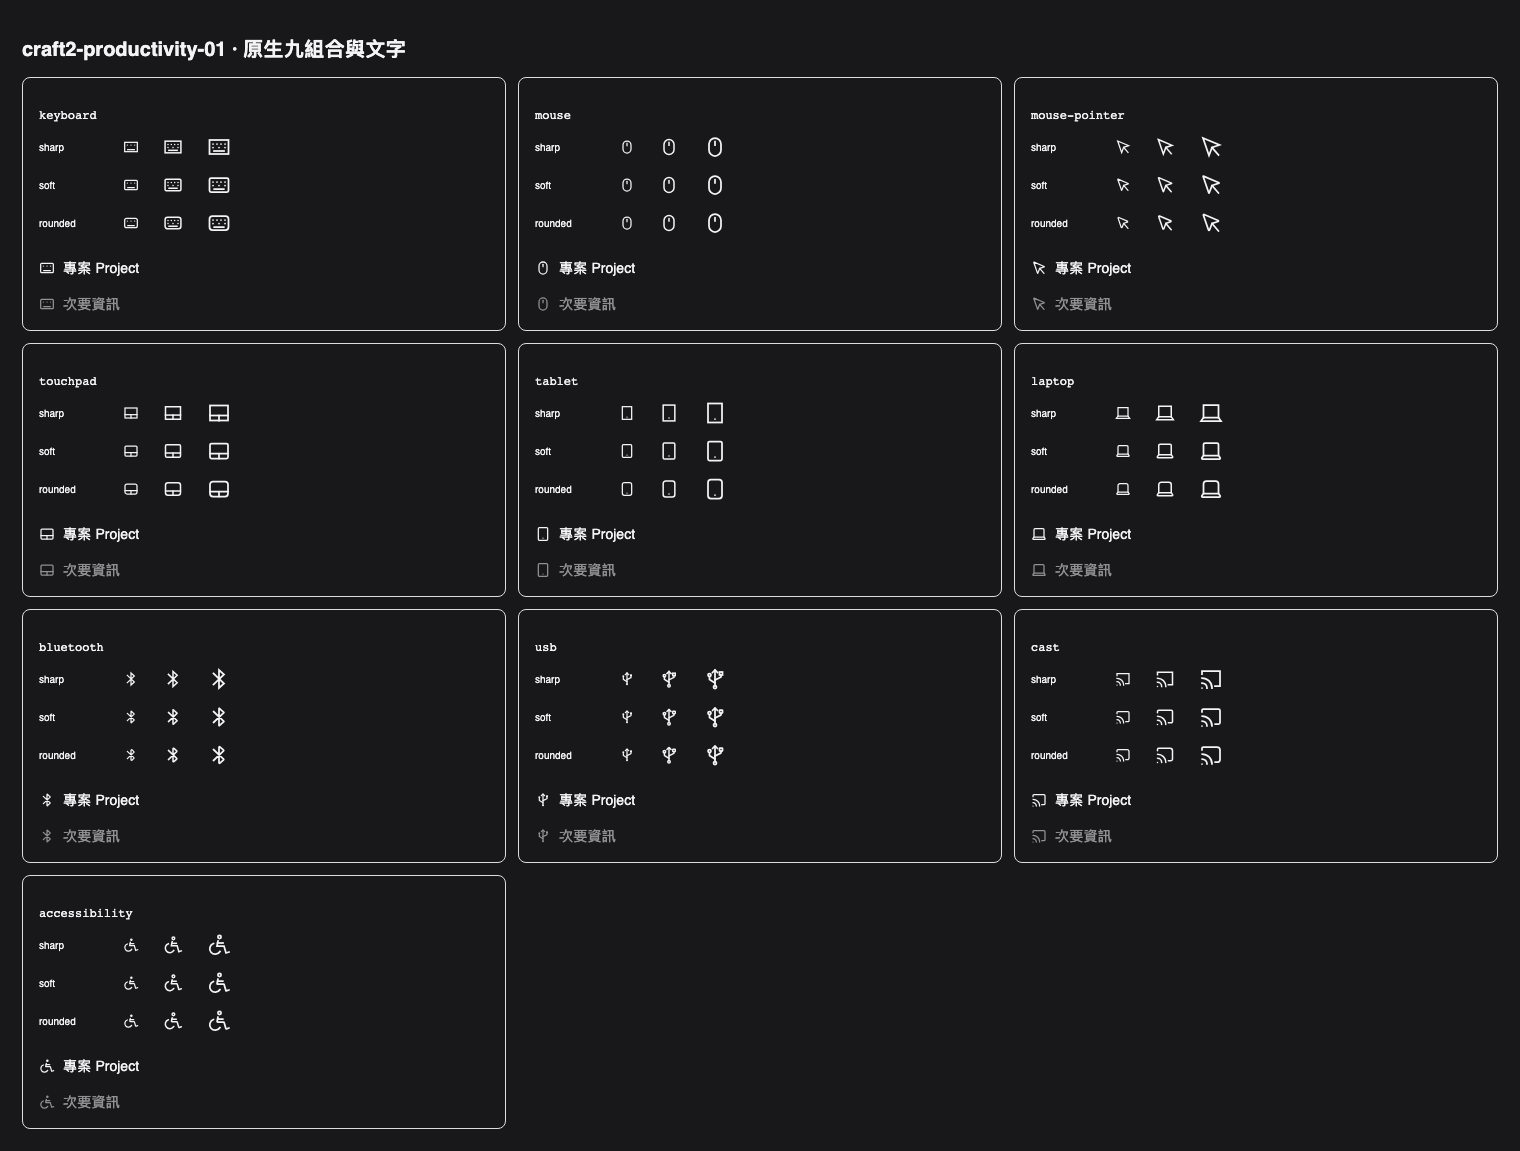 craft2-productivity-01 · 原生九組合與文字
keyboard
sharp
soft
rounded
專案 Project
次要資訊
mouse
sharp
soft
rounded
專案 Project
次要資訊
mouse-pointer
sharp
soft
rounded
專案 Project
次要資訊
touchpad
sharp
soft
rounded
專案 Project
次要資訊
tablet
sharp
soft
rounded
專案 Project
次要資訊
laptop
sharp
soft
rounded
專案 Project
次要資訊
bluetooth
sharp
soft
rounded
專案 Project
次要資訊
usb
sharp
soft
rounded
專案 Project
次要資訊
cast
sharp
soft
rounded
專案 Project
次要資訊
accessibility
sharp
soft
rounded
專案 Project
次要資訊